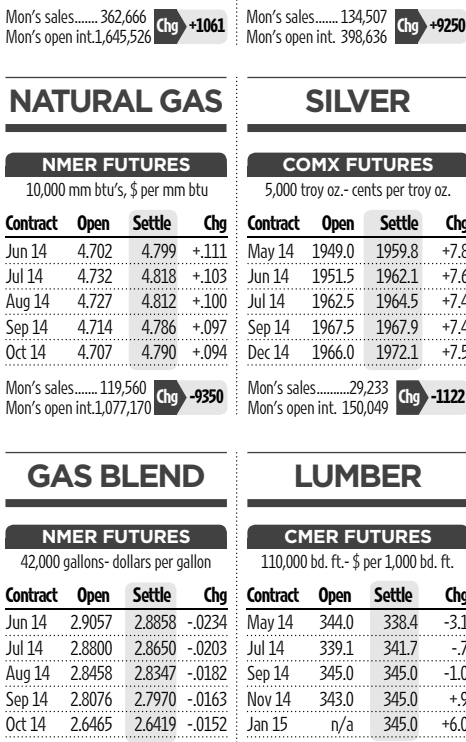 Mon's sales....... 362,666
Mon's open int.1,645,526
Chg +1061
Mon's sales....... 134,507
Mon's open int. 398,636
Chg +9250
NATURAL GAS
NMER FUTURES
10,000 mm btu's, $ per mm btu
Contract Open Settle Chg
Jun 14 4.702 4.799 +.111
Jul 14 4.732 4.818 +.103
Aug 14 4.727 4.812 +.100
Sep 14 4.714 4.786 +.097
Oct 14 4.707 4.790 +.094
Mon's sales....... 119,560
Mon's open int.1,077,170
Chg -9350
SILVER
COMX FUTURES
5,000 troy oz.- cents per troy oz.
Contract Open Settle Chg
May 14 1949.0 1959.8 +7.8
Jun 14 1951.5 1962.1 +7.6
Jul 14 1962.5 1964.5 +7.4
Sep 14 1967.5 1967.9 +7.4
Dec 14 1966.0 1972.1 +7.5
Mon's sales..........29,233
Mon's open int. 150,049
Chg -1122
GAS BLEND
NMER FUTURES
42,000 gallons- dollars per gallon
Contract Open Settle Chg
Jun 14 2.9057 2.8858 -.0234
Jul 14 2.8800 2.8650 -.0203
Aug 14 2.8458 2.8347 -.0182
Sep 14 2.8076 2.7970 -.0163
Oct 14 2.6465 2.6419 -.0152
LUMBER
CMER FUTURES
110,000 bd. ft.- $ per 1,000 bd. ft.
Contract Open Settle Chg
May 14 344.0 338.4 -3.1
Jul 14 339.1 341.7 -.7
Sep 14 345.0 345.0 -1.0
Nov 14 343.0 345.0 +.9
Jan 15 n/a 345.0 +6.0